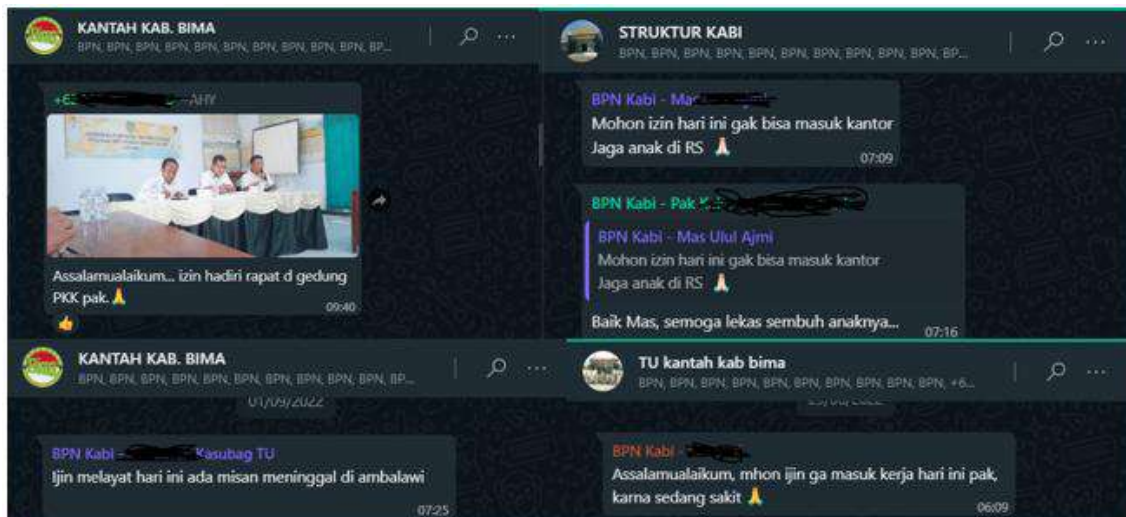 KANTAH KAB. BIMA
BPN, BPN, BPN, BPN, BPN, BPN, BPN, BPN, BPN, BPN, BP...
AHY
Assalamualaikum... izin hadiri rapat d gedung
PKK pak. 🙏
09:40
👍
STRUKTUR KABI
BPN, BPN, BPN, BPN, BPN, BPN, BPN, BPN, BPN, BPN, BP...
BPN Kabi - Mas
Mohon izin hari ini gak bisa masuk kantor
Jaga anak di RS 🙏🏻
07:09
BPN Kabi - Pak
BPN Kabi - Mas Ulul Ajmi
Mohon izin hari ini gak bisa masuk kantor
Jaga anak di RS 🙏🏻
Baik Mas, semoga lekas sembuh anaknya...
07:16
KANTAH KAB. BIMA
BPN, BPN, BPN, BPN, BPN, BPN, BPN, BPN, BPN, BPN, BP...
01/09/2022
BPN Kabi - Kasubag TU
Ijin melayat hari ini ada misan meninggal di ambalawi
07:25
TU kantah kab bima
BPN, BPN, BPN, BPN, BPN, BPN, BPN, BPN, BPN, BPN, +6...
BPN Kabi -
Assalamualaikum, mhon ijin ga masuk kerja hari ini pak,
karna sedang sakit 🙏
06:09